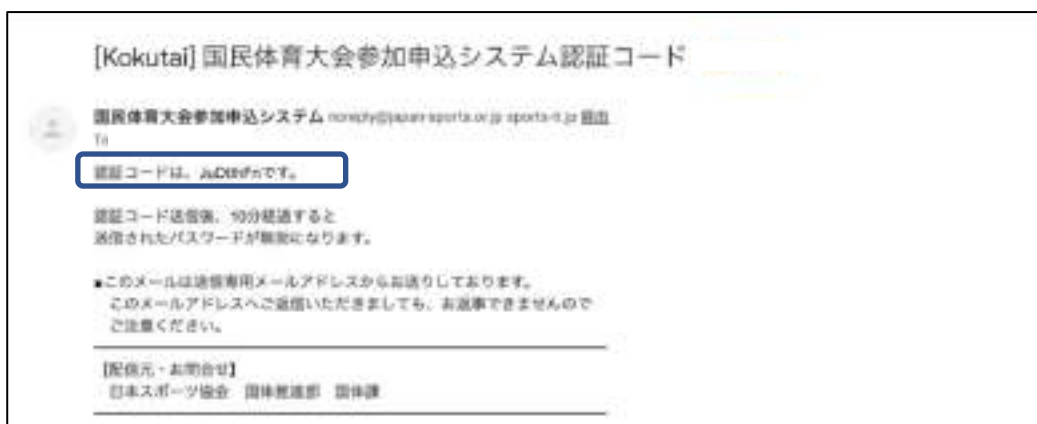 [Kokutai] 国民体育大会参加申込システム認証コード
国民体育大会参加申込システム 経由
To
認証コードは、 です。
認証コード送信後、10分経過すると
送信されたパスワードが無効になります。
■このメールは送信専用メールアドレスからお送りしております。
このメールアドレスへご返信いただきましても、お返事できませんので
ご注意ください。
【配信元・お問合せ】
日本スポーツ協会 国体推進部 国体課